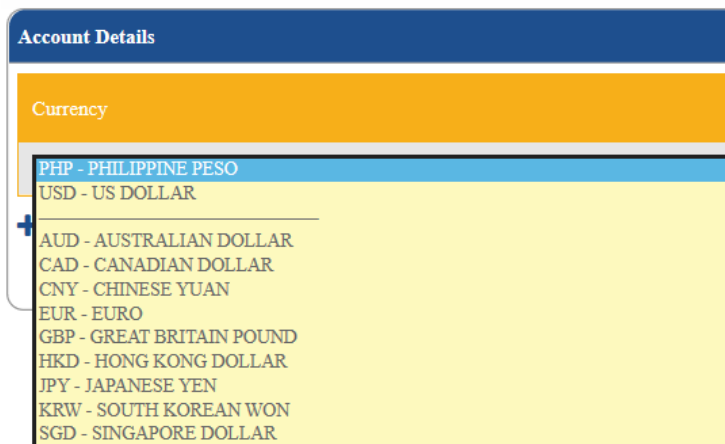 Account Details
Currency
PHP - PHILIPPINE PESO
USD - US DOLLAR
AUD - AUSTRALIAN DOLLAR
CAD - CANADIAN DOLLAR
CNY - CHINESE YUAN
EUR - EURO
GBP - GREAT BRITAIN POUND
HKD - HONG KONG DOLLAR
JPY - JAPANESE YEN
KRW - SOUTH KOREAN WON
SGD - SINGAPORE DOLLAR